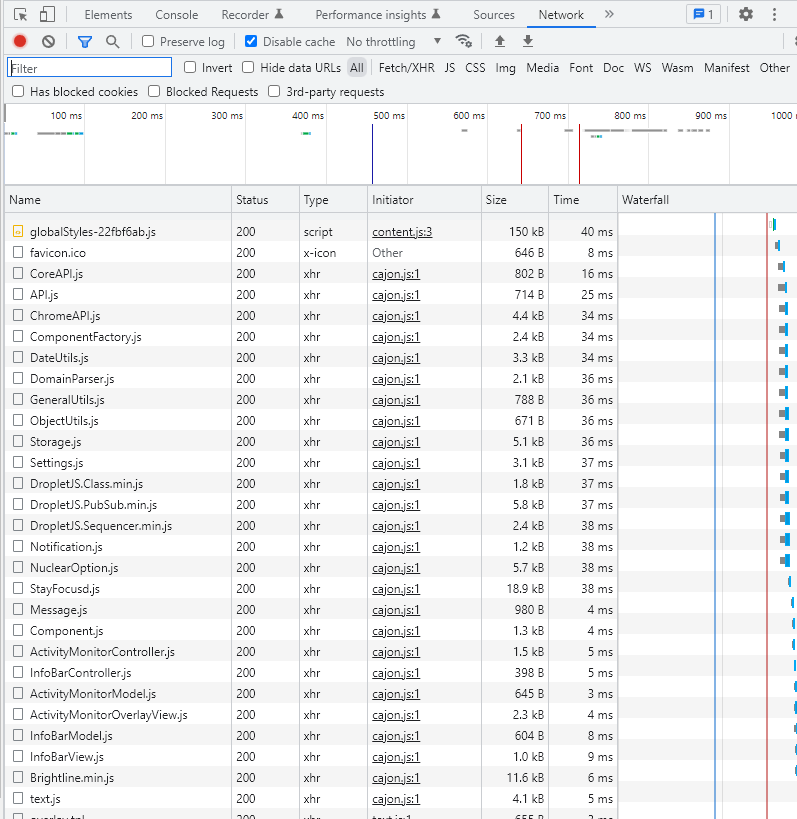 Elements Console Recorder Performance insights Sources Network » 1
Preserve log Disable cache No throttling
Filter Invert Hide data URLs All Fetch/XHR JS CSS Img Media Font Doc WS Wasm Manifest Other
Has blocked cookies Blocked Requests 3rd-party requests
100 ms 200 ms 300 ms 400 ms 500 ms 600 ms 700 ms 800 ms 900 ms 1000 m
Name Status Type Initiator Size Time Waterfall
globalStyles-22fbf6ab.js 200 script content.js:3 150 kB 40 ms
favicon.ico 200 x-icon Other 646 B 8 ms
CoreAPI.js 200 xhr cajon.js:1 802 B 16 ms
API.js 200 xhr cajon.js:1 714 B 25 ms
ChromeAPI.js 200 xhr cajon.js:1 4.4 kB 34 ms
ComponentFactory.js 200 xhr cajon.js:1 2.4 kB 34 ms
DateUtils.js 200 xhr cajon.js:1 3.3 kB 34 ms
DomainParser.js 200 xhr cajon.js:1 2.1 kB 36 ms
GeneralUtils.js 200 xhr cajon.js:1 788 B 36 ms
ObjectUtils.js 200 xhr cajon.js:1 671 B 36 ms
Storage.js 200 xhr cajon.js:1 5.1 kB 36 ms
Settings.js 200 xhr cajon.js:1 3.1 kB 37 ms
DropletJS.Class.min.js 200 xhr cajon.js:1 1.8 kB 37 ms
DropletJS.PubSub.min.js 200 xhr cajon.js:1 5.8 kB 37 ms
DropletJS.Sequencer.min.js 200 xhr cajon.js:1 2.4 kB 38 ms
Notification.js 200 xhr cajon.js:1 1.2 kB 38 ms
NuclearOption.js 200 xhr cajon.js:1 5.7 kB 38 ms
StayFocusd.js 200 xhr cajon.js:1 18.9 kB 38 ms
Message.js 200 xhr cajon.js:1 980 B 4 ms
Component.js 200 xhr cajon.js:1 1.3 kB 4 ms
ActivityMonitorController.js 200 xhr cajon.js:1 1.5 kB 5 ms
InfoBarController.js 200 xhr cajon.js:1 398 B 5 ms
ActivityMonitorModel.js 200 xhr cajon.js:1 645 B 3 ms
ActivityMonitorOverlayView.js 200 xhr cajon.js:1 2.3 kB 4 ms
InfoBarModel.js 200 xhr cajon.js:1 604 B 8 ms
InfoBarView.js 200 xhr cajon.js:1 1.0 kB 9 ms
Brightline.min.js 200 xhr cajon.js:1 11.6 kB 6 ms
text.js 200 xhr cajon.js:1 4.1 kB 5 ms
overlay.tpl 200 xhr text.js:1 655 B